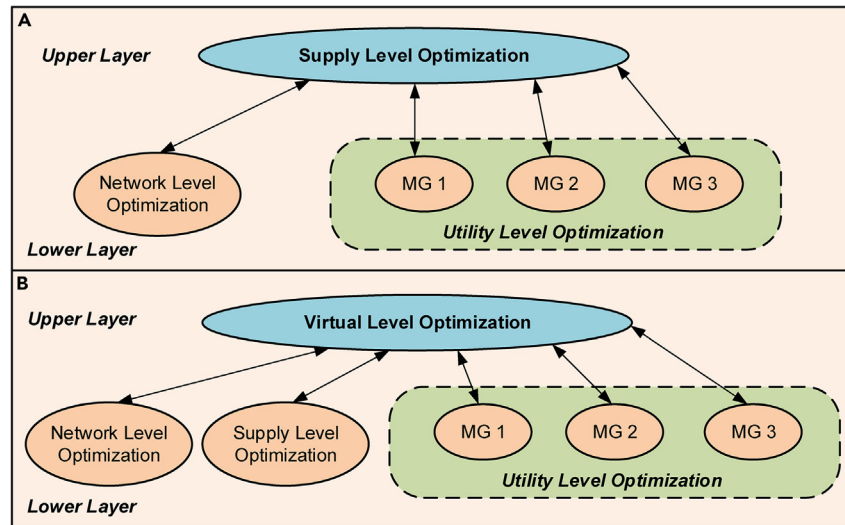 A
Upper Layer
Supply Level Optimization
Network Level
Optimization
MG 1
MG 2
MG 3
Utility Level Optimization
Lower Layer
B
Upper Layer
Virtual Level Optimization
Network Level
Optimization
Supply Level
Optimization
MG 1
MG 2
MG 3
Utility Level Optimization
Lower Layer